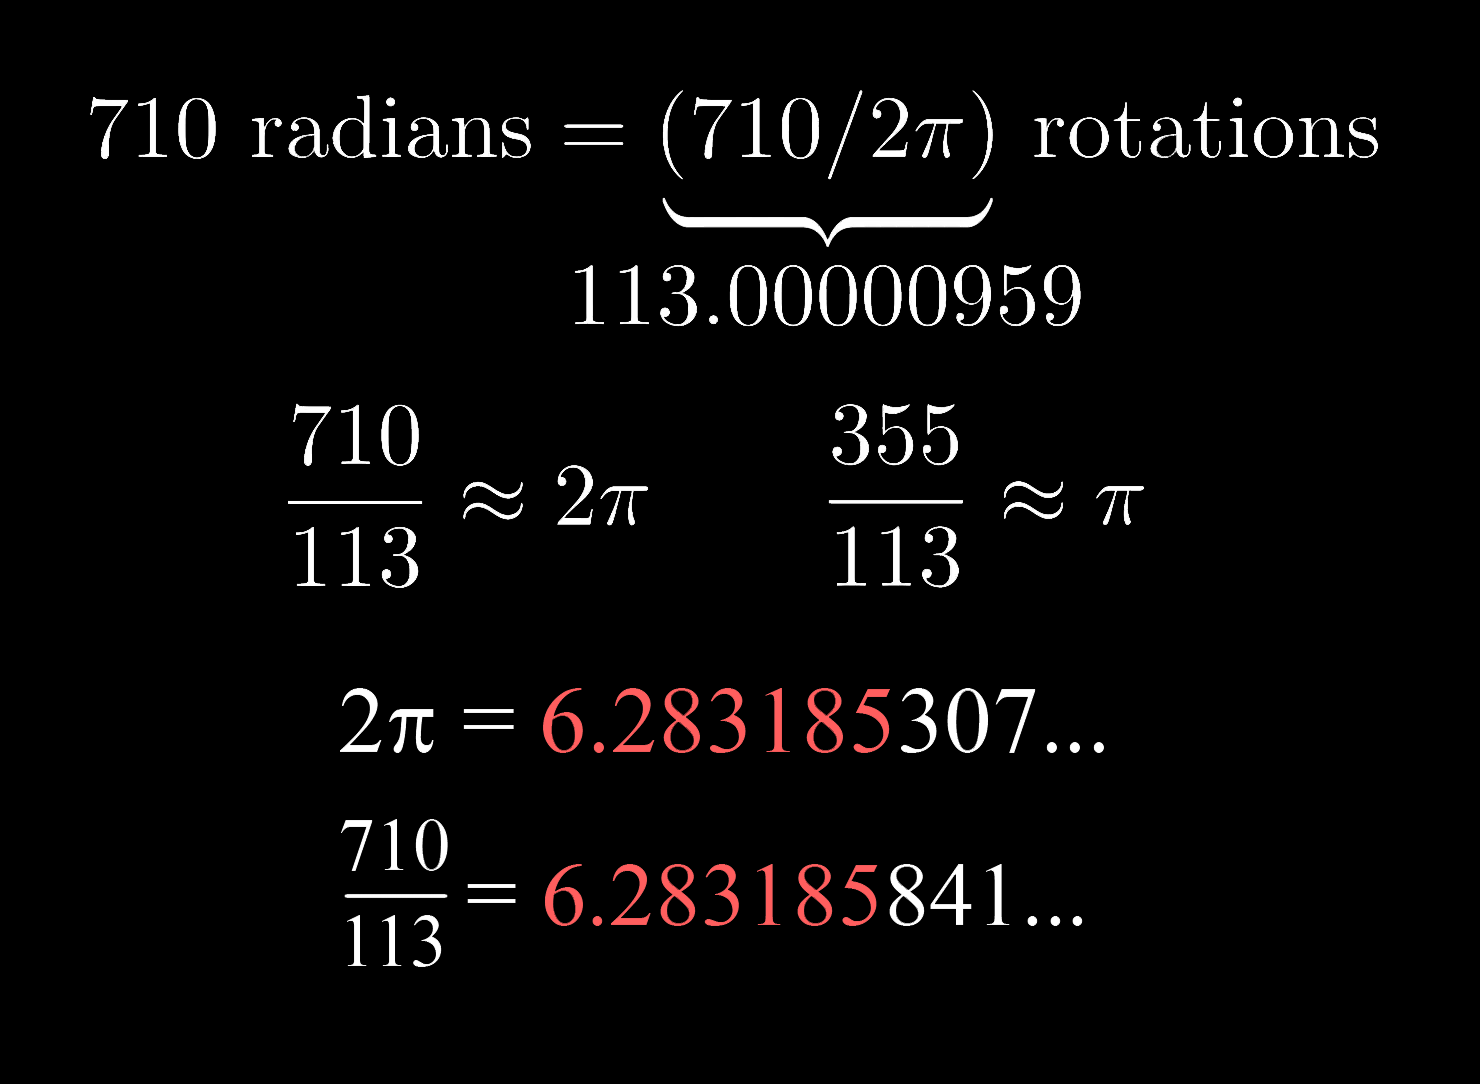 710 radians = (710/2π) rotations
113.00000959
710/113 ≈ 2π 355/113 ≈ π
2π = 6.283185307...
710/113 = 6.283185841...